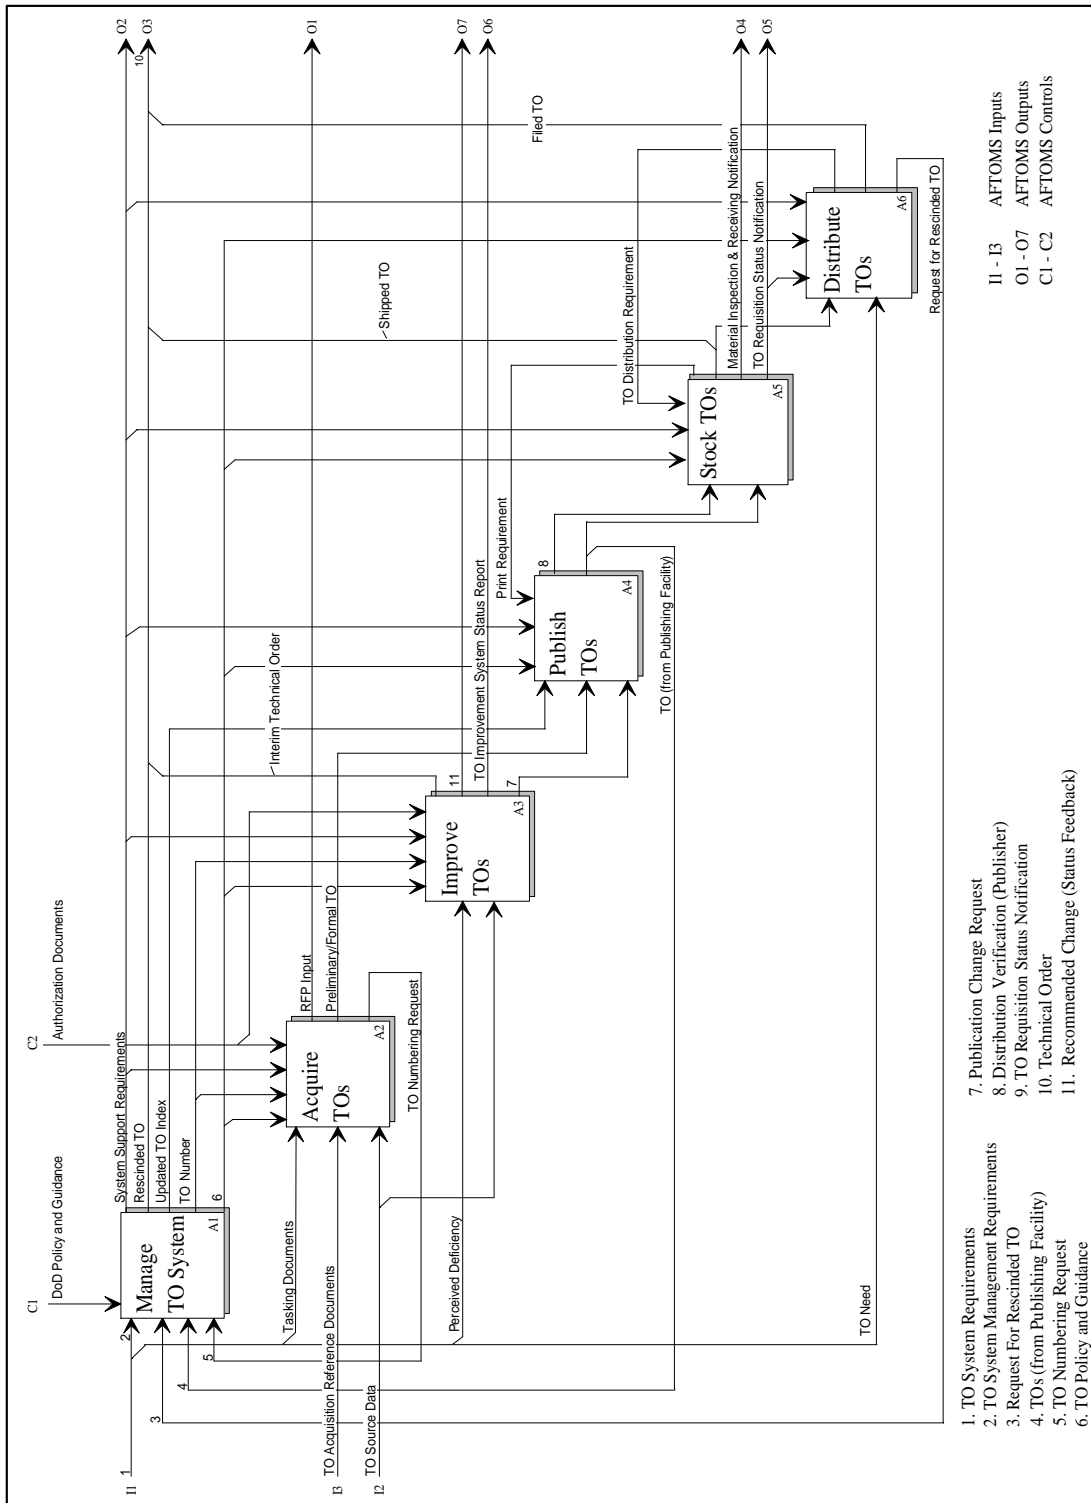 C1
DoD Policy and Guidance
C2
Authorization Documents
I1
1
2
3
4
5
Manage
TO System
A1
System Support Requirements
Rescinded TO
Updated TO Index
TO Number
6
O2
10
O3
Tasking Documents
I3
TO Acquisition Reference Documents
I2
TO Source Data
Acquire
TOs
A2
RFP Input
O1
Preliminary/Formal TO
TO Numbering Request
Perceived Deficiency
Improve
TOs
A3
Interim Technical Order
11
O7
TO Improvement System Status Report
O6
7
Publish
TOs
A4
8
Print Requirement
TO (from Publishing Facility)
Stock TOs
A5
Shipped TO
TO Distribution Requirement
Material Inspection & Receiving Notification
O4
TO Requisition Status Notification
O5
TO Need
Distribute
TOs
A6
Filed TO
Request for Rescinded TO
1. TO System Requirements
2. TO System Management Requirements
3. Request For Rescinded TO
4. TOs (from Publishing Facility)
5. TO Numbering Request
6. TO Policy and Guidance
7. Publication Change Request
8. Distribution Verification (Publisher)
9. TO Requisition Status Notification
10. Technical Order
11. Recommended Change (Status Feedback)
I1 - I3 AFTOMS Inputs
O1 - O7 AFTOMS Outputs
C1 - C2 AFTOMS Controls